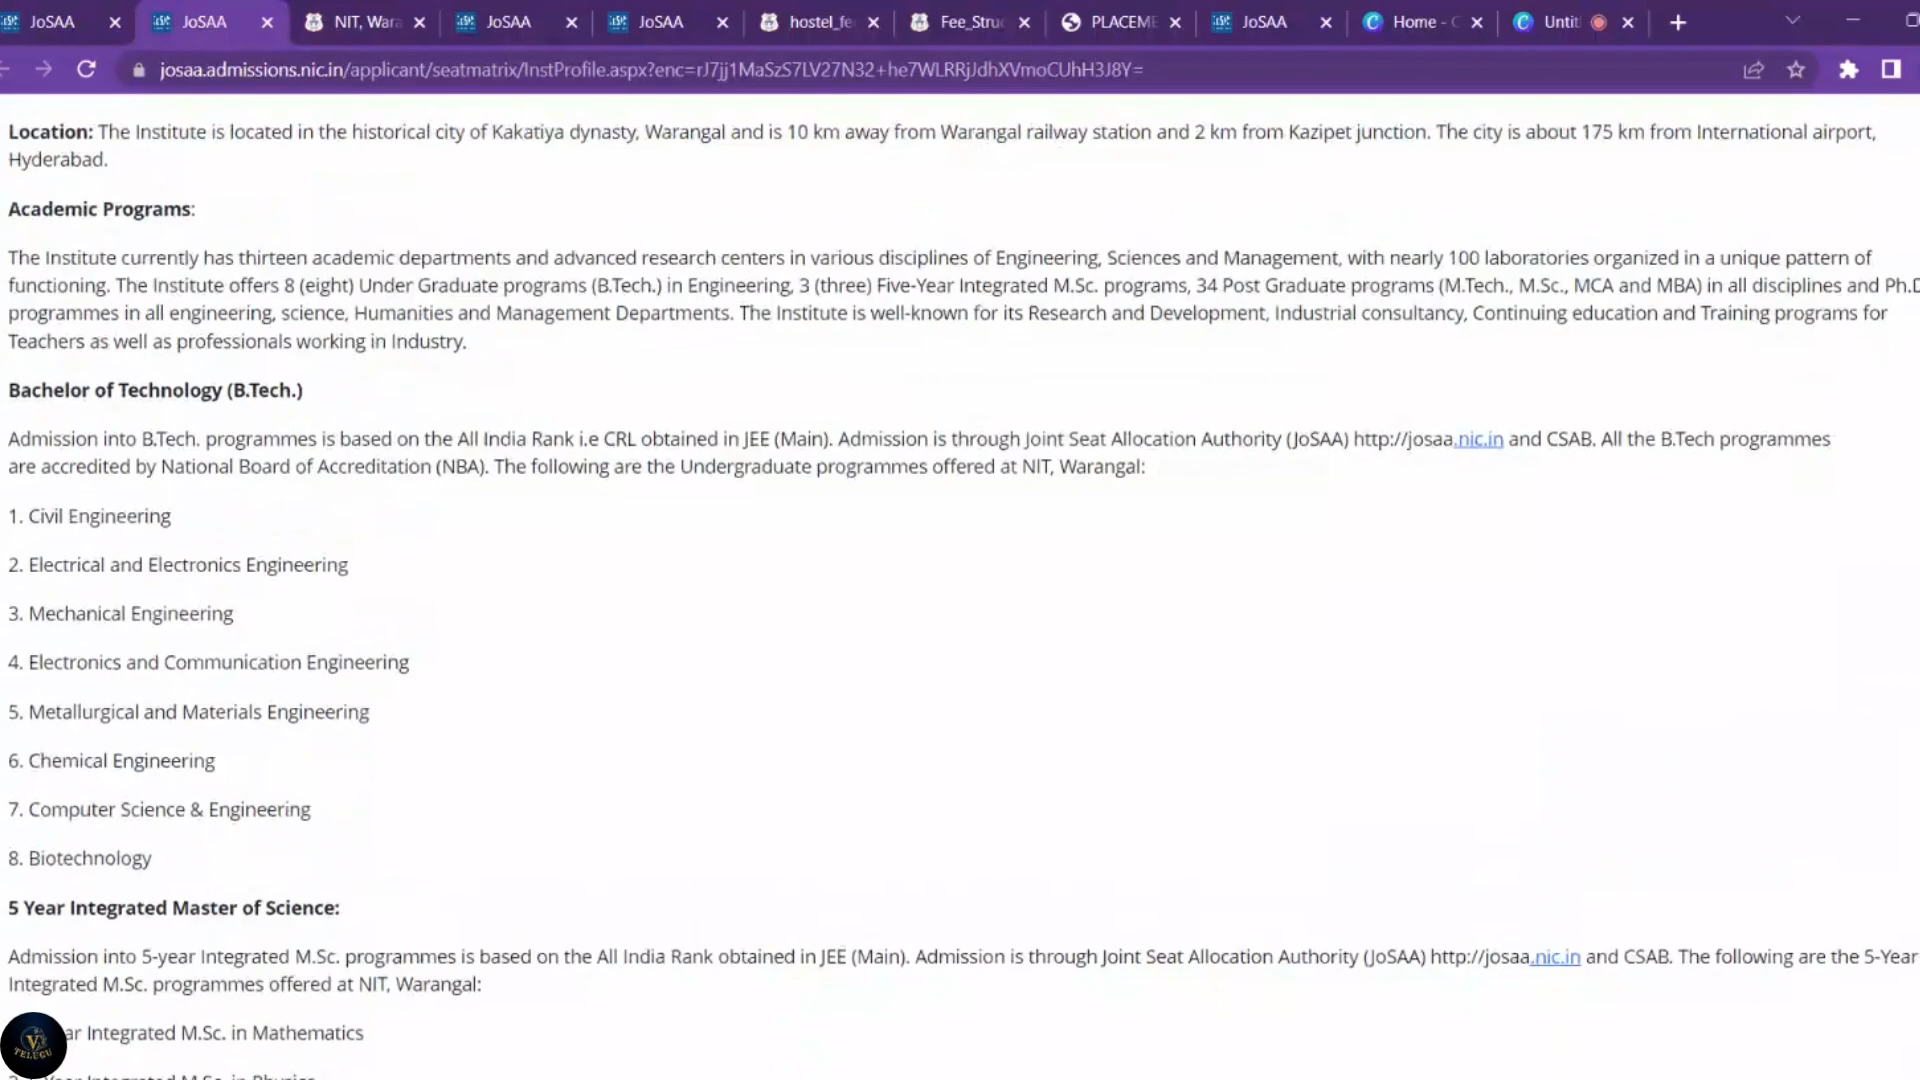 JoSAA
JoSAA
NIT, Wara
JoSAA
JoSAA
hostel_fe
Fee_Stru
PLACEME
JoSAA
Home - C
Untit
josaa.admissions.nic.in/applicant/seatmatrix/InstProfile.aspx?enc=rJ7jj1MaSzS7LV27N32+he7WLRRjJdhXVmoCUhH3J8Y=
Location: The Institute is located in the historical city of Kakatiya dynasty, Warangal and is 10 km away from Warangal railway station and 2 km from Kazipet junction. The city is about 175 km from International airport,
Hyderabad.
Academic Programs:
The Institute currently has thirteen academic departments and advanced research centers in various disciplines of Engineering, Sciences and Management, with nearly 100 laboratories organized in a unique pattern of
functioning. The Institute offers 8 (eight) Under Graduate programs (B.Tech.) in Engineering, 3 (three) Five-Year Integrated M.Sc. programs, 34 Post Graduate programs (M.Tech., M.Sc., MCA and MBA) in all disciplines and Ph.D
programmes in all engineering, science, Humanities and Management Departments. The Institute is well-known for its Research and Development, Industrial consultancy, Continuing education and Training programs for
Teachers as well as professionals working in Industry.
Bachelor of Technology (B.Tech.)
Admission into B.Tech. programmes is based on the All India Rank i.e CRL obtained in JEE (Main). Admission is through Joint Seat Allocation Authority (JoSAA) http://josaa.nic.in and CSAB. All the B.Tech programmes
are accredited by National Board of Accreditation (NBA). The following are the Undergraduate programmes offered at NIT, Warangal:
1. Civil Engineering
2. Electrical and Electronics Engineering
3. Mechanical Engineering
4. Electronics and Communication Engineering
5. Metallurgical and Materials Engineering
6. Chemical Engineering
7. Computer Science & Engineering
8. Biotechnology
5 Year Integrated Master of Science:
Admission into 5-year Integrated M.Sc. programmes is based on the All India Rank obtained in JEE (Main). Admission is through Joint Seat Allocation Authority (JoSAA) http://josaa.nic.in and CSAB. The following are the 5-Year
Integrated M.Sc. programmes offered at NIT, Warangal:
ar Integrated M.Sc. in Mathematics
Year Integrated M.Sc. in Physics
V
TELUGU